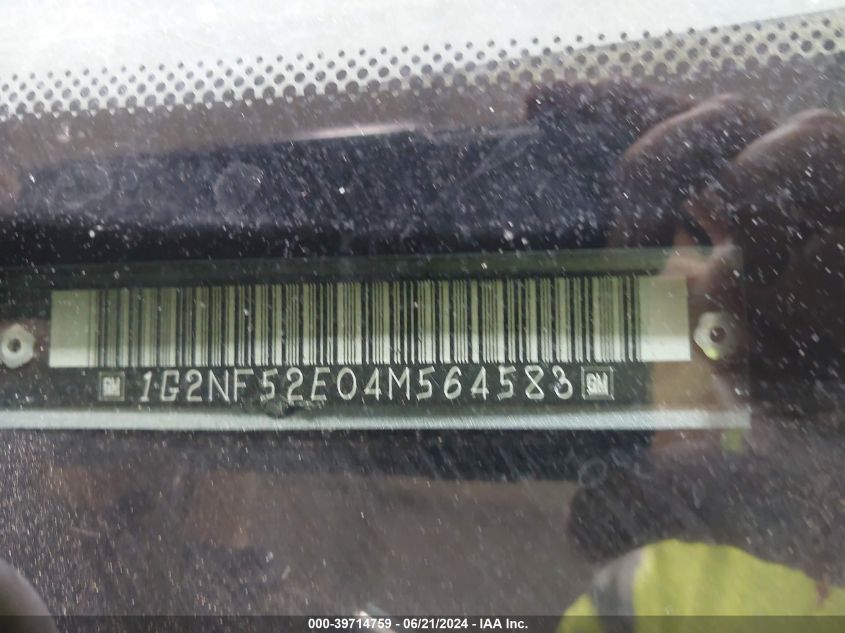 GM 1G2NF52E04M564583 GM
000-39714759 - 06/21/2024 - IAA Inc.